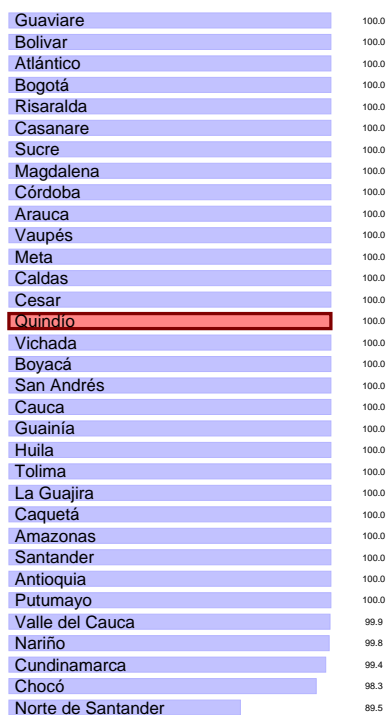 Guaviare 100.0
Bolivar 100.0
Atlántico 100.0
Bogotá 100.0
Risaralda 100.0
Casanare 100.0
Sucre 100.0
Magdalena 100.0
Córdoba 100.0
Arauca 100.0
Vaupés 100.0
Meta 100.0
Caldas 100.0
Cesar 100.0
Quindío 100.0
Vichada 100.0
Boyacá 100.0
San Andrés 100.0
Cauca 100.0
Guainía 100.0
Huila 100.0
Tolima 100.0
La Guajira 100.0
Caquetá 100.0
Amazonas 100.0
Santander 100.0
Antioquia 100.0
Putumayo 100.0
Valle del Cauca 99.9
Nariño 99.8
Cundinamarca 99.4
Chocó 98.3
Norte de Santander 89.5